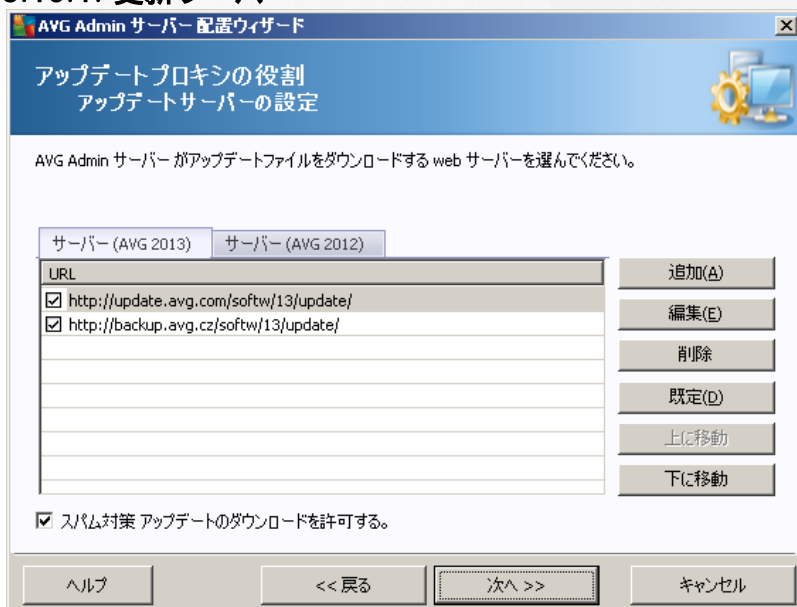 AVG Admin サーバー 配置ウィザード
アップデートプロキシの役割
アップデートサーバーの設定
AVG Admin サーバー がアップデートファイルをダウンロードする web サーバーを選んでください。
サーバー (AVG 2013) サーバー (AVG 2012)
URL
http://update.avg.com/softw/13/update/
http://backup.avg.cz/softw/13/update/
追加(A)
編集(E)
削除
既定(D)
上に移動
下に移動
スパム対策 アップデートのダウンロードを許可する。
ヘルプ << 戻る 次へ >> キャンセル